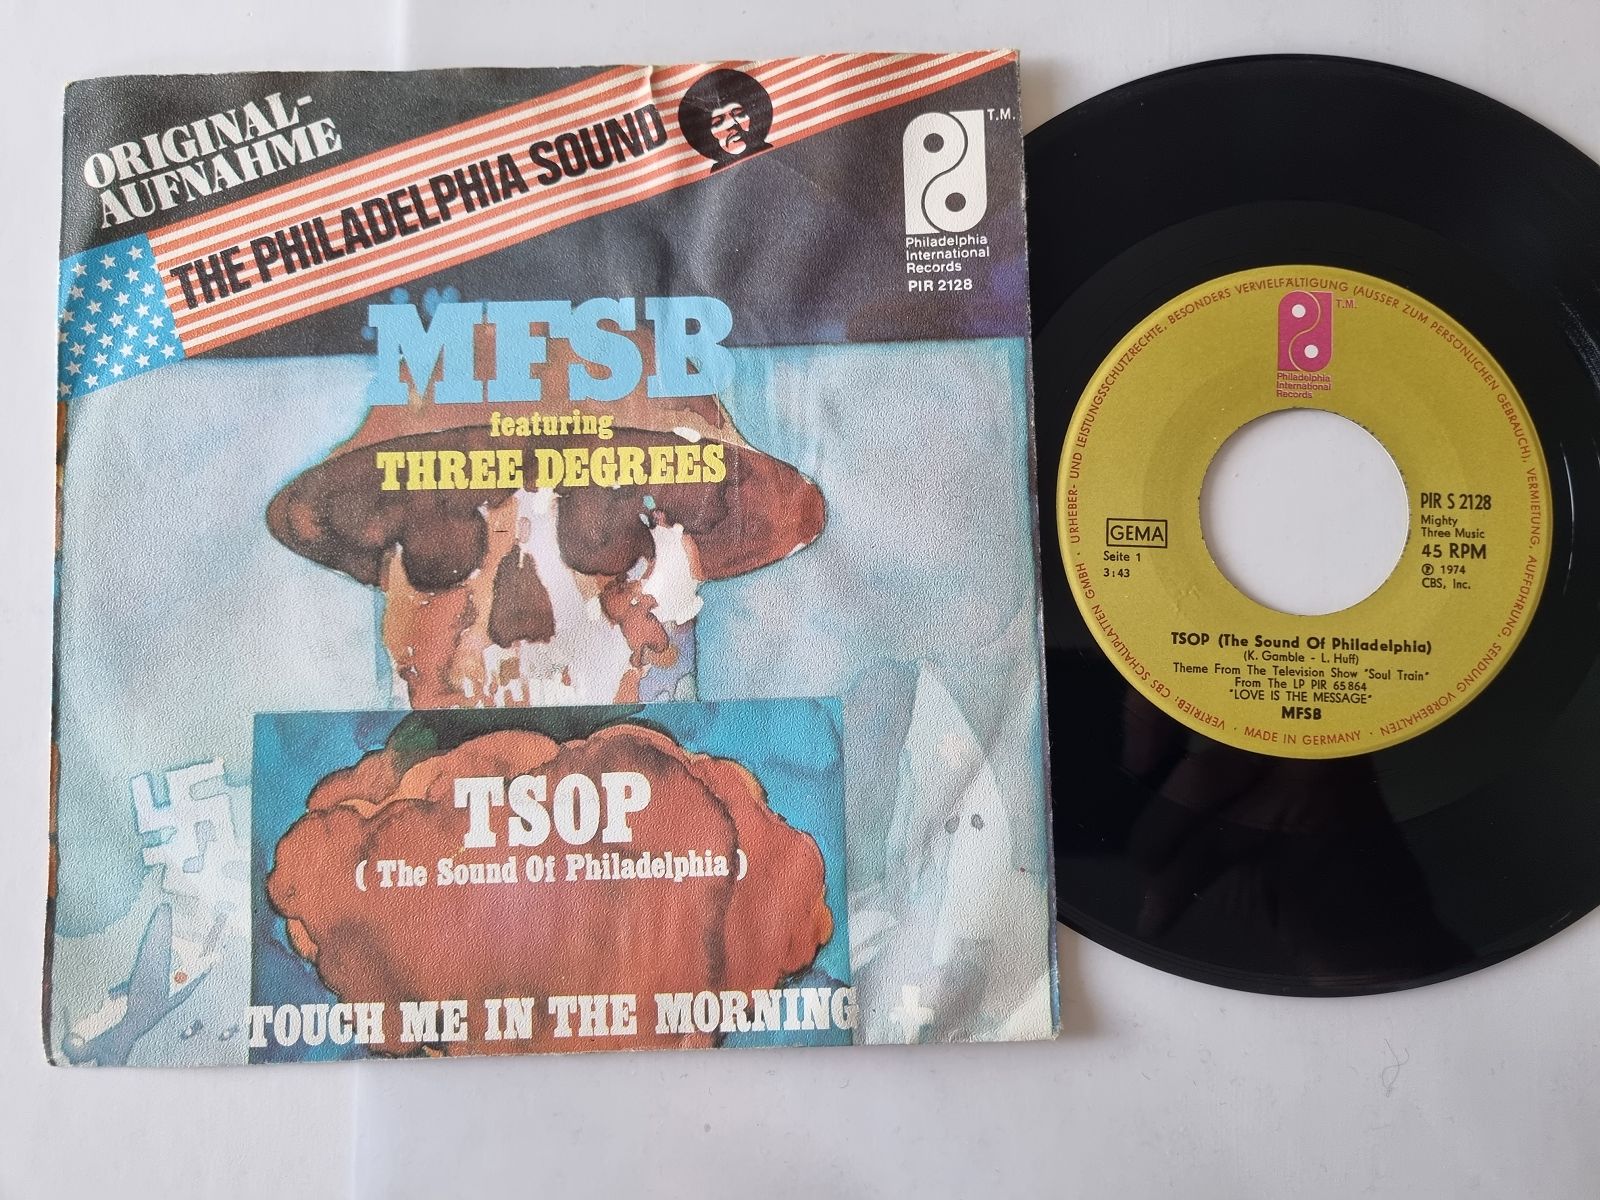 ORIGINAL-
AUFNAHME
THE PHILADELPHIA SOUND
T.M.
Philadelphia
International
Records
PIR 2128
MFSB
featuring
THREE DEGREES
TSOP
( The Sound Of Philadelphia )
TOUCH ME IN THE MORNING
T.M.
Philadelphia
International
Records
GEMA
Seite 1
3:43
PIR S 2128
Mighty
Three Music
45 RPM
℗ 1974
CBS, Inc.
TSOP (The Sound Of Philadelphia)
(K. Gamble - L. Huff)
Theme From The Television Show "Soul Train"
From The LP PIR 65864
"LOVE IS THE MESSAGE"
MFSB
VERTRIEB: CBS SCHALLPLATTEN GMBH · URHEBER- UND LEISTUNGSSCHUTZRECHTE, BESONDERS VERVIELFÄLTIGUNG (AUSSER ZUM PERSÖNLICHEN GEBRAUCH), VERMIETUNG, AUFFÜHRUNG, SENDUNG VORBEHALTEN · MADE IN GERMANY ·